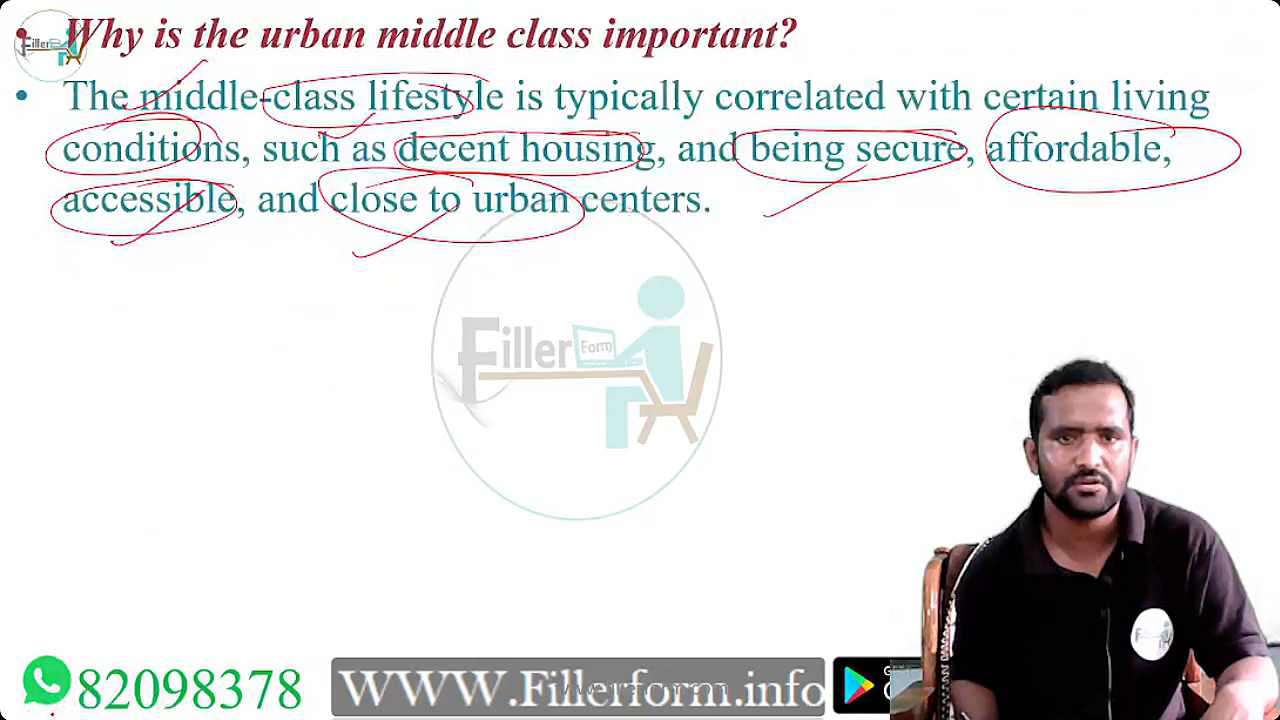 Why is the urban middle class important?
• The middle-class lifestyle is typically correlated with certain living
conditions, such as decent housing, and being secure, affordable,
accessible, and close to urban centers.
Filler Form
82098378
WWW.Fillerform.info